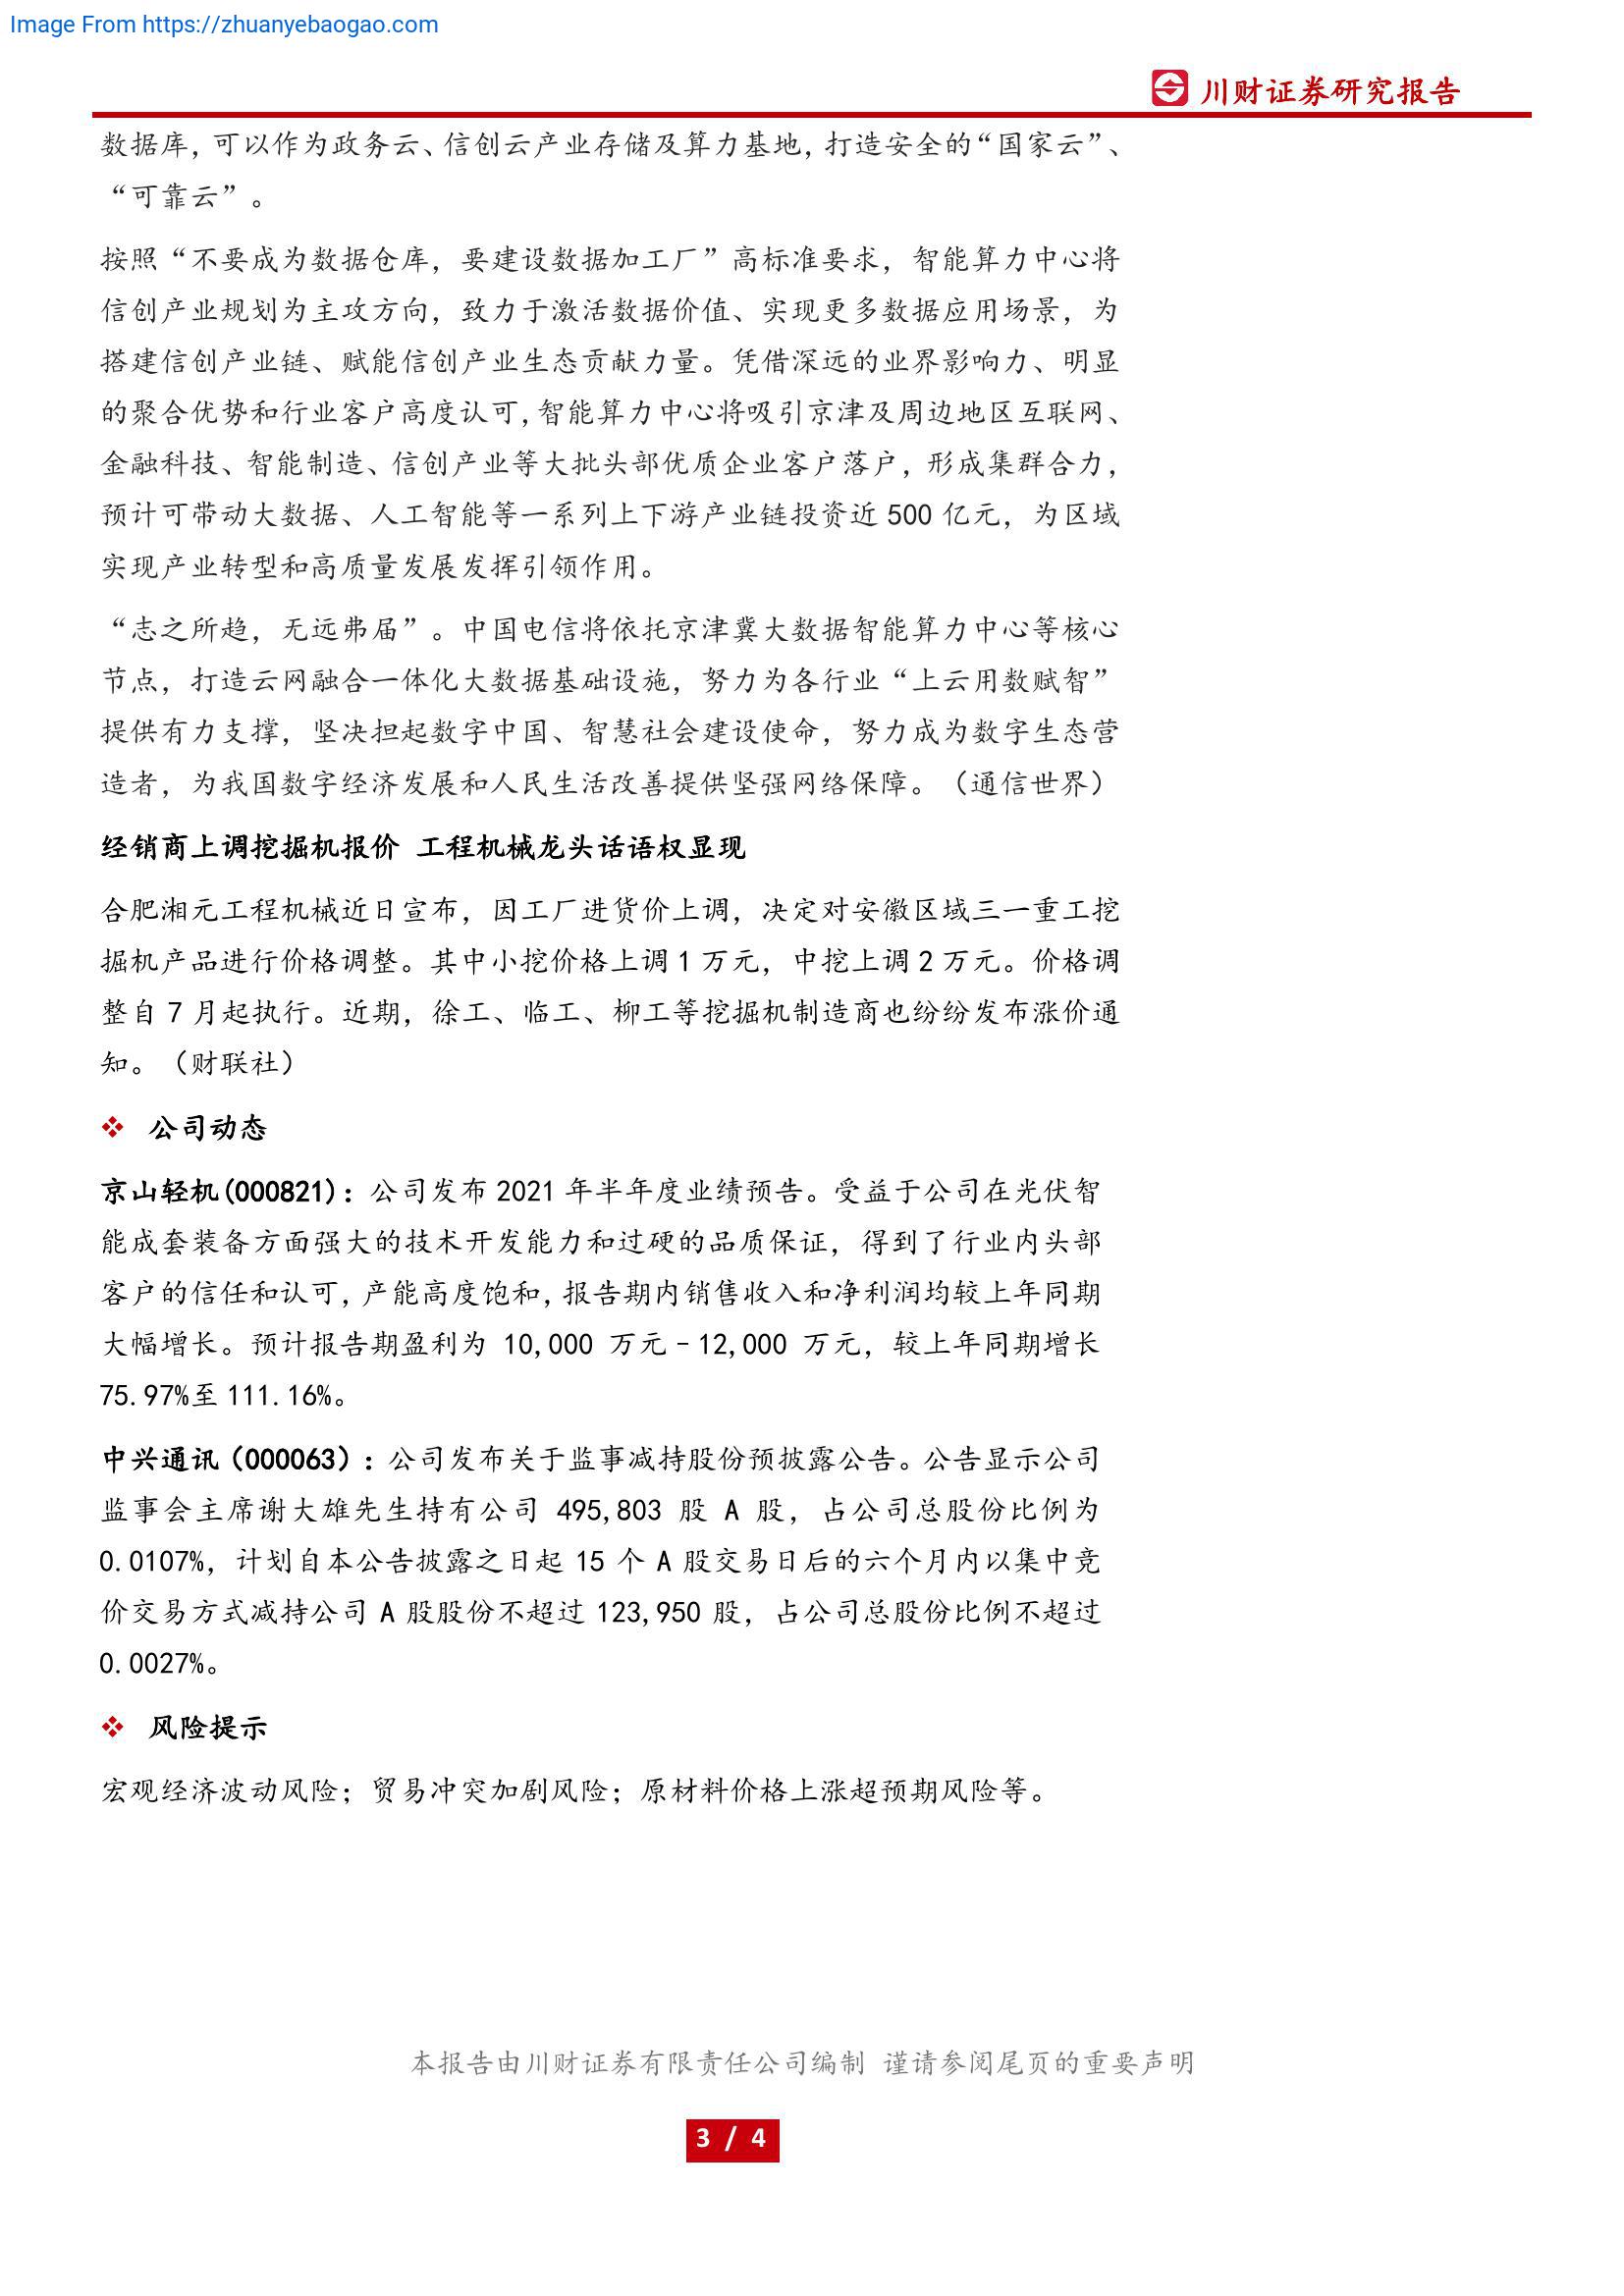 Image From https://zhuanyebaogao.com
川财证券研究报告
数据库，可以作为政务云、信创云产业存储及算力基地，打造安全的“国家云”、
“可靠云”。
按照“不要成为数据仓库，要建设数据加工厂”高标准要求，智能算力中心将
信创产业规划为主攻方向，致力于激活数据价值、实现更多数据应用场景，为
搭建信创产业链、赋能信创产业生态贡献力量。凭借深远的业界影响力、明显
的聚合优势和行业客户高度认可，智能算力中心将吸引京津及周边地区互联网、
金融科技、智能制造、信创产业等大批头部优质企业客户落户，形成集群合力，
预计可带动大数据、人工智能等一系列上下游产业链投资近 500 亿元，为区域
实现产业转型和高质量发展发挥引领作用。
“志之所趋，无远弗届”。中国电信将依托京津冀大数据智能算力中心等核心
节点，打造云网融合一体化大数据基础设施，努力为各行业“上云用数赋智”
提供有力支撑，坚决担起数字中国、智慧社会建设使命，努力成为数字生态营
造者，为我国数字经济发展和人民生活改善提供坚强网络保障。（通信世界）
经销商上调挖掘机报价 工程机械龙头话语权显现
合肥湘元工程机械近日宣布，因工厂进货价上调，决定对安徽区域三一重工挖
掘机产品进行价格调整。其中小挖价格上调 1 万元，中挖上调 2 万元。价格调
整自 7 月起执行。近期，徐工、临工、柳工等挖掘机制造商也纷纷发布涨价通
知。（财联社）
❖ 公司动态
京山轻机(000821)：公司发布 2021 年半年度业绩预告。受益于公司在光伏智
能成套装备方面强大的技术开发能力和过硬的品质保证，得到了行业内头部
客户的信任和认可，产能高度饱和，报告期内销售收入和净利润均较上年同期
大幅增长。预计报告期盈利为 10,000 万元–12,000 万元，较上年同期增长
75.97%至 111.16%。
中兴通讯（000063）：公司发布关于监事减持股份预披露公告。公告显示公司
监事会主席谢大雄先生持有公司 495,803 股 A 股，占公司总股份比例为
0.0107%，计划自本公告披露之日起 15 个 A 股交易日后的六个月内以集中竞
价交易方式减持公司 A 股股份不超过 123,950 股，占公司总股份比例不超过
0.0027%。
❖ 风险提示
宏观经济波动风险；贸易冲突加剧风险；原材料价格上涨超预期风险等。
本报告由川财证券有限责任公司编制 谨请参阅尾页的重要声明
3 / 4